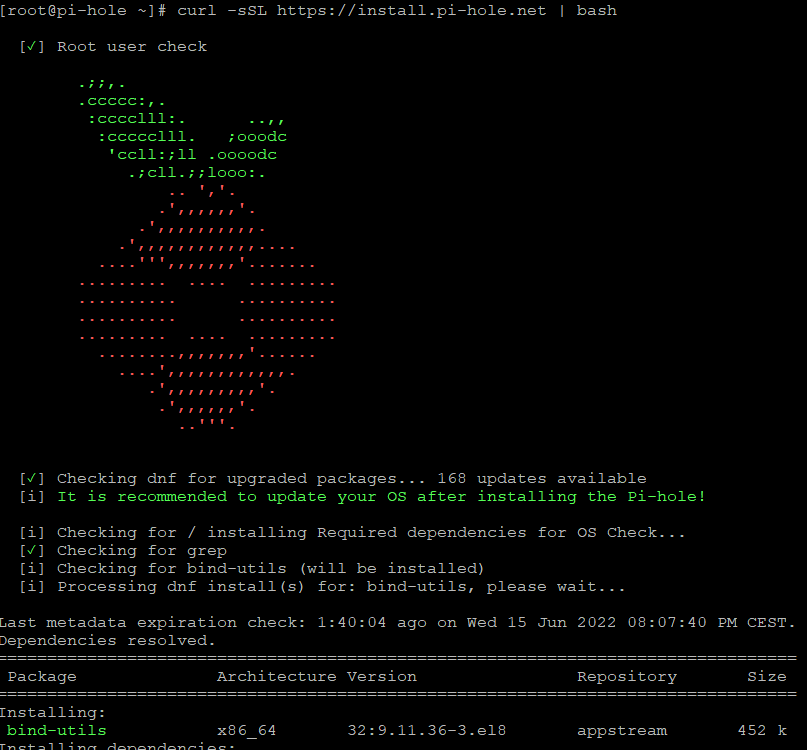 [root@pi-hole ~]# curl -sSL https://install.pi-hole.net | bash
[✓] Root user check
.;;,.
.ccccc:,.
:cccclll:.      ..,,
:ccccclll.   ;ooodc
'ccll:;ll .oooodc
.;cll.;;looo:.
.. ','.
.',,,,,,'.
.',,,,,,,,,,.
.',,,,,,,,,,,,....
....''',,,,,,,'.......
.........  ....  .........
..........      ..........
..........      ..........
.........  ....  .........
........,,,,,,,'......
....',,,,,,,,,,,,.
.',,,,,,,,,'.
.',,,,,,'.
..'''.
[✓] Checking dnf for upgraded packages... 168 updates available
[i] It is recommended to update your OS after installing the Pi-hole!
[i] Checking for / installing Required dependencies for OS Check...
[✓] Checking for grep
[i] Checking for bind-utils (will be installed)
[i] Processing dnf install(s) for: bind-utils, please wait...
Last metadata expiration check: 1:40:04 ago on Wed 15 Jun 2022 08:07:40 PM CEST.
Dependencies resolved.
================================================================================
Package              Architecture Version                Repository       Size
================================================================================
Installing:
bind-utils           x86_64       32:9.11.36-3.el8       appstream       452 k
Installing dependencies: